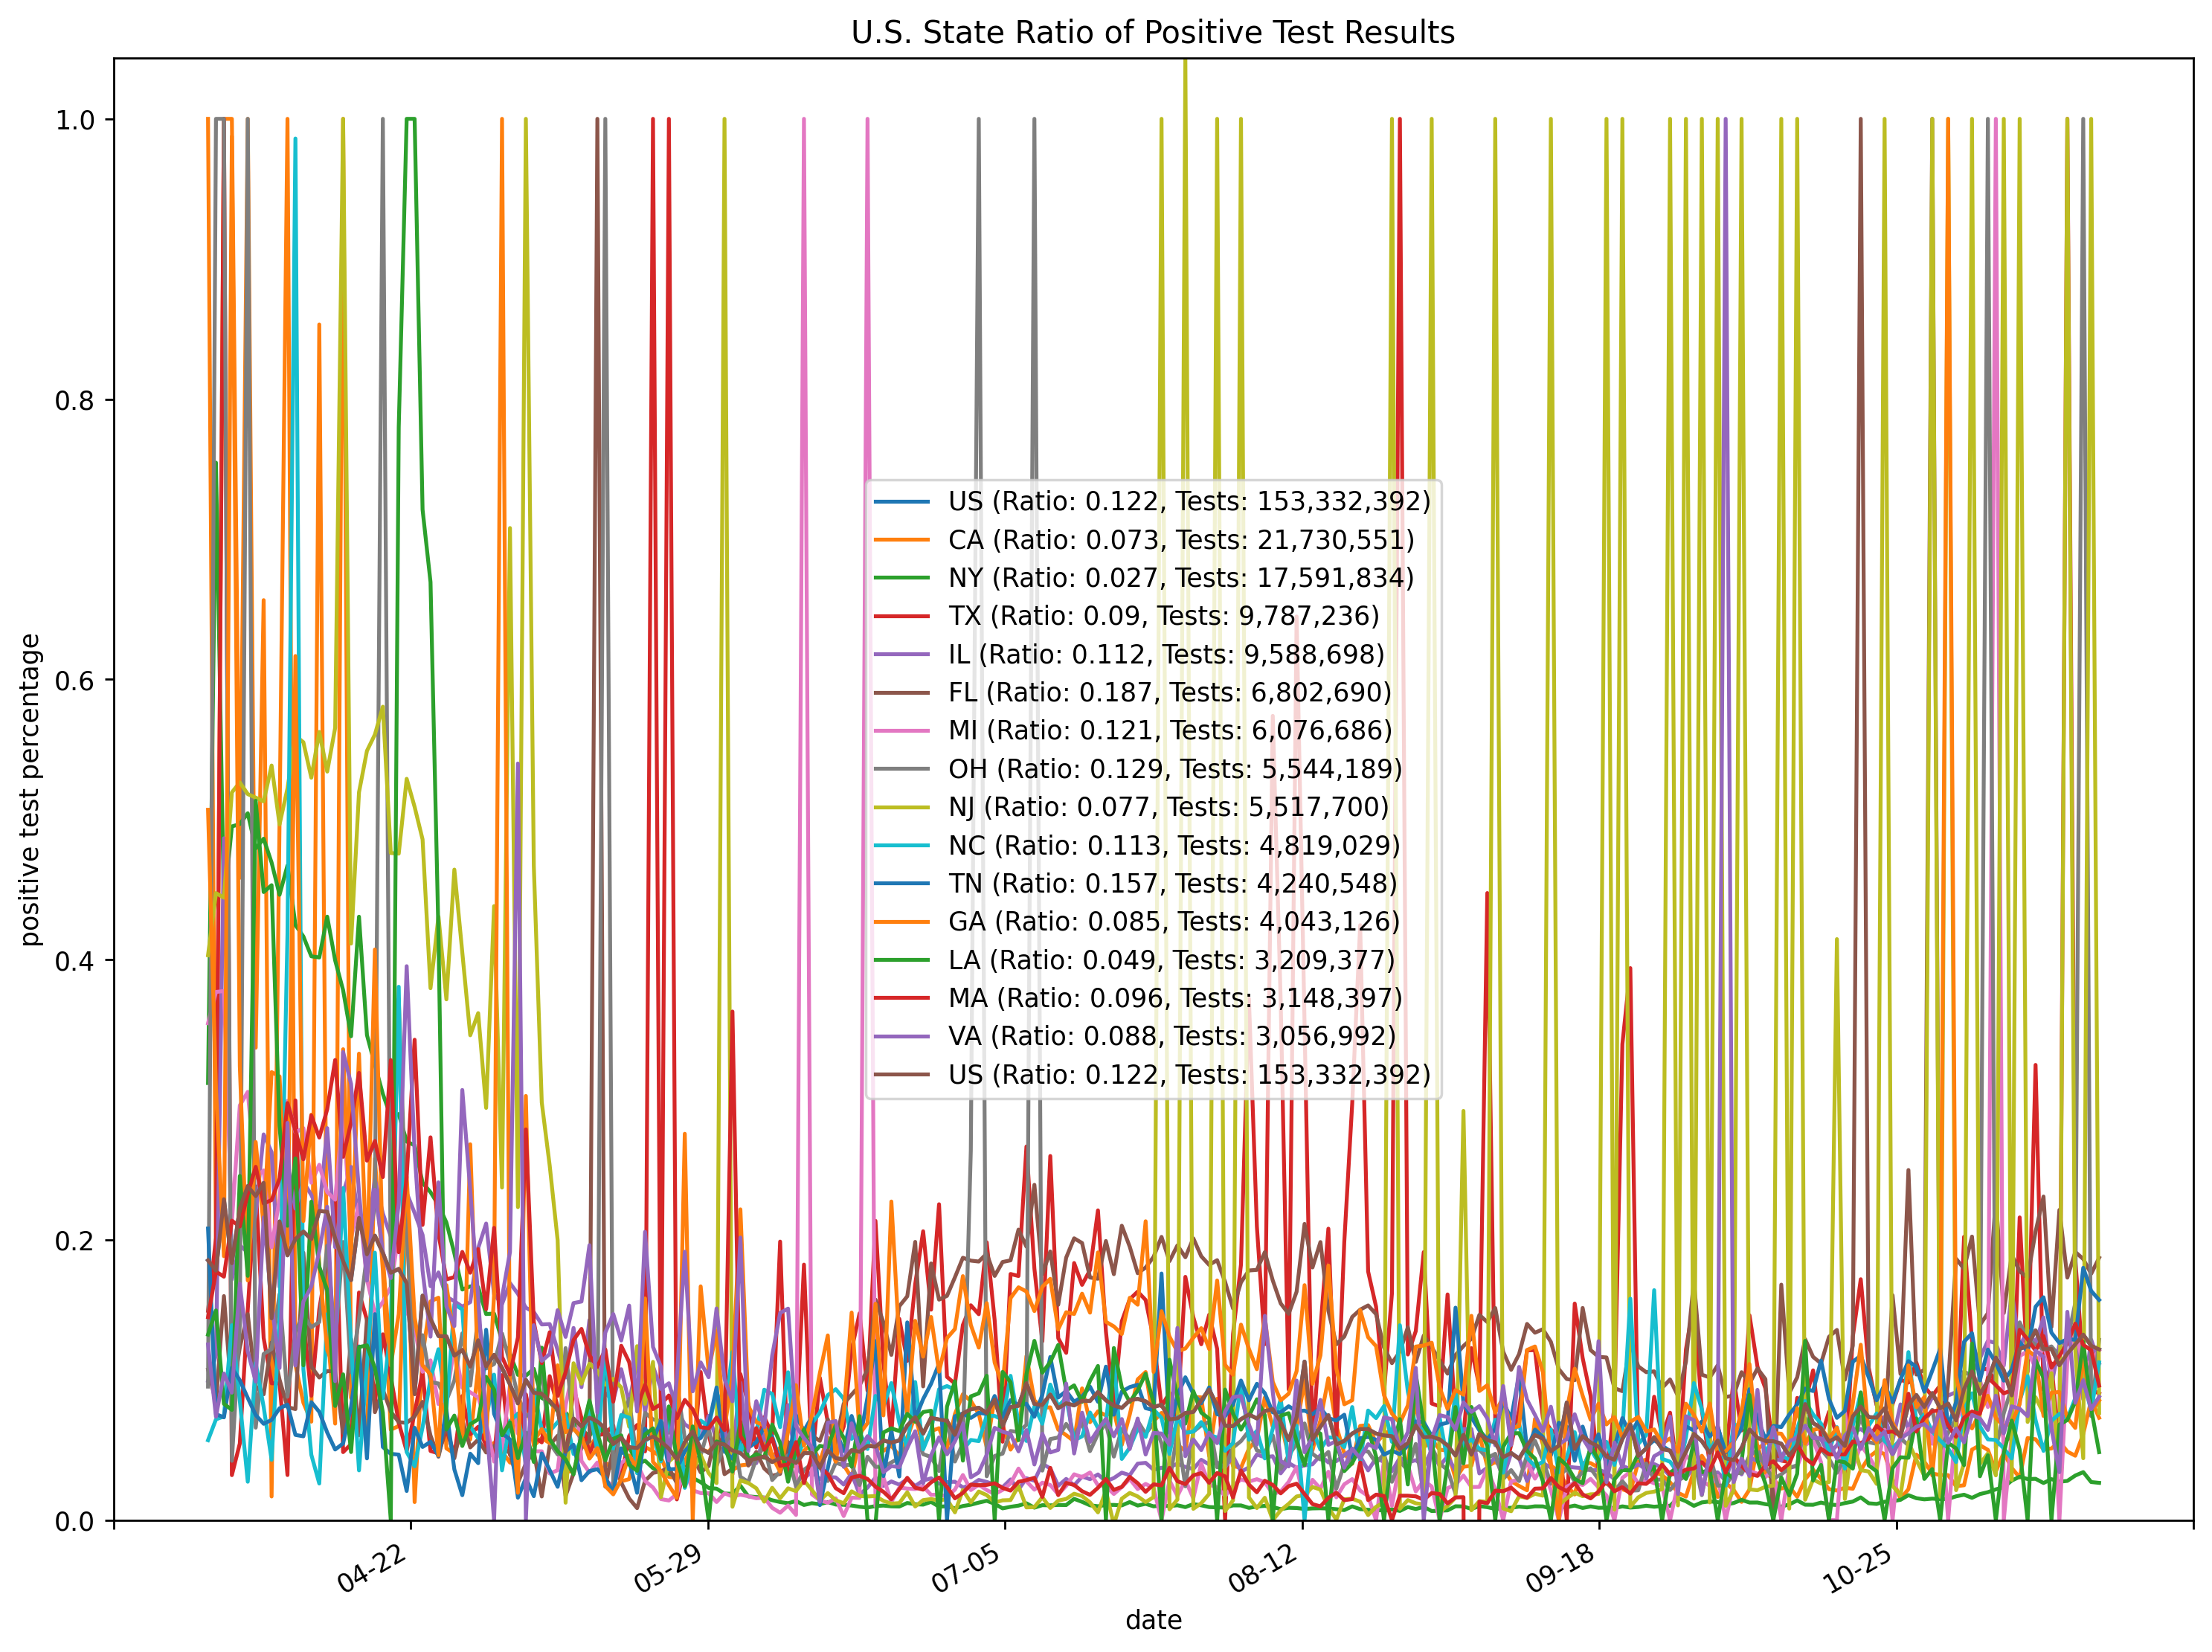 U.S. State Ratio of Positive Test Results
1.0
0.8
0.6
0.4
0.2
0.0
positive test percentage
US (Ratio: 0.122, Tests: 153,332,392)
CA (Ratio: 0.073, Tests: 21,730,551)
NY (Ratio: 0.027, Tests: 17,591,834)
TX (Ratio: 0.09, Tests: 9,787,236)
IL (Ratio: 0.112, Tests: 9,588,698)
FL (Ratio: 0.187, Tests: 6,802,690)
MI (Ratio: 0.121, Tests: 6,076,686)
OH (Ratio: 0.129, Tests: 5,544,189)
NJ (Ratio: 0.077, Tests: 5,517,700)
NC (Ratio: 0.113, Tests: 4,819,029)
TN (Ratio: 0.157, Tests: 4,240,548)
GA (Ratio: 0.085, Tests: 4,043,126)
LA (Ratio: 0.049, Tests: 3,209,377)
MA (Ratio: 0.096, Tests: 3,148,397)
VA (Ratio: 0.088, Tests: 3,056,992)
US (Ratio: 0.122, Tests: 153,332,392)
04-22
05-29
07-05
08-12
09-18
10-25
date